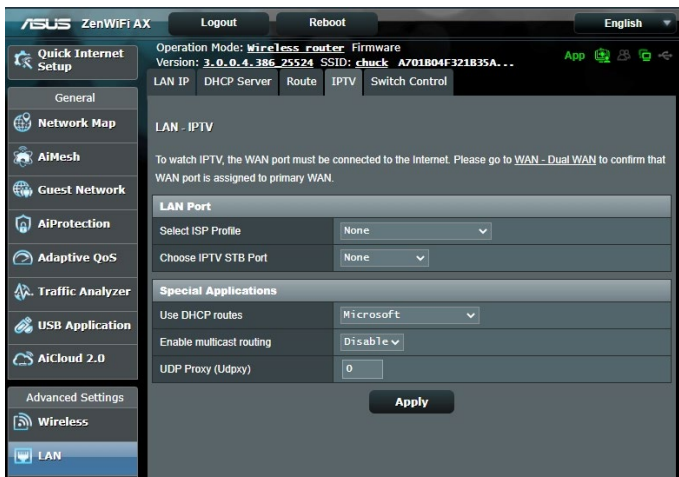 ASUS ZenWiFi AX Logout Reboot English
Quick Internet Setup
Operation Mode: Wireless router Firmware
Version: 3.0.0.4.386_25524 SSID: chuck A701B04F321B35A... App
LAN IP DHCP Server Route IPTV Switch Control
General
Network Map
AiMesh
Guest Network
AiProtection
Adaptive QoS
Traffic Analyzer
USB Application
AiCloud 2.0
Advanced Settings
Wireless
LAN
LAN - IPTV
To watch IPTV, the WAN port must be connected to the Internet. Please go to WAN - Dual WAN to confirm that
WAN port is assigned to primary WAN.
LAN Port
Select ISP Profile None
Choose IPTV STB Port None
Special Applications
Use DHCP routes Microsoft
Enable multicast routing Disable
UDP Proxy (Udpxy) 0
Apply